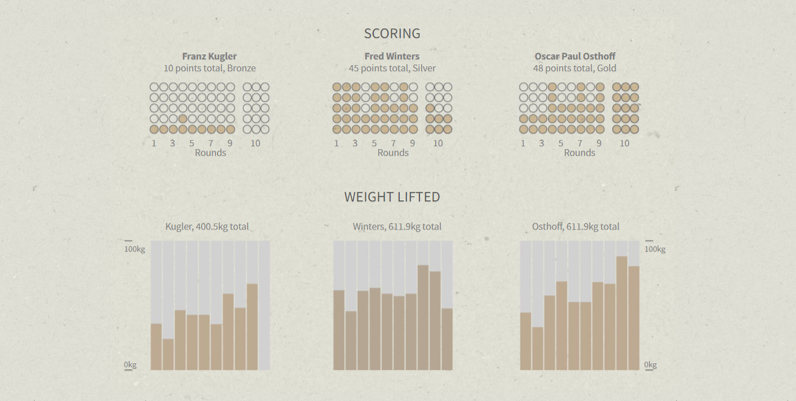 SCORING
Franz Kugler
10 points total, Bronze
1 3 5 7 9 10
Rounds
Fred Winters
45 points total, Silver
1 3 5 7 9 10
Rounds
Oscar Paul Osthoff
48 points total, Gold
1 3 5 7 9 10
Rounds
WEIGHT LIFTED
Kugler, 400.5kg total
Winters, 611.9kg total
Osthoff, 611.9kg total
100kg
0kg
100kg
0kg